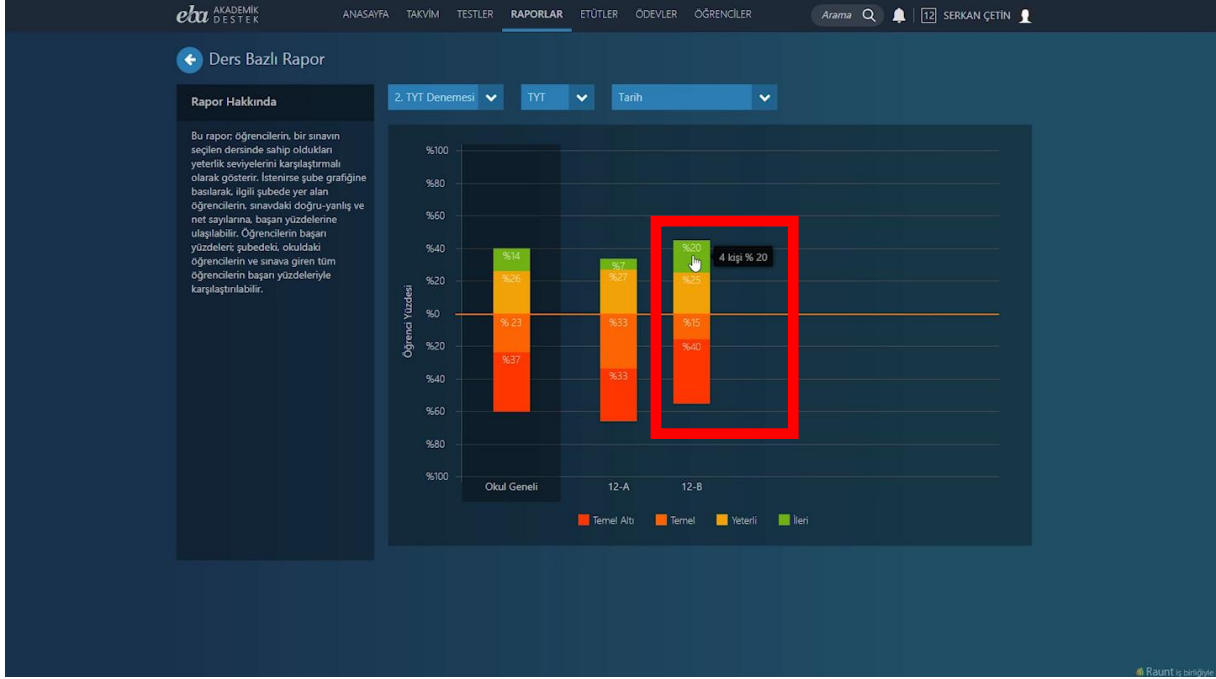 eba AKADEMİK DESTEK
ANASAYFA TAKVİM TESTLER RAPORLAR ETÜTLER ÖDEVLER ÖĞRENCİLER Arama 12 SERKAN ÇETİN
Ders Bazlı Rapor
Rapor Hakkında
Bu rapor; öğrencilerin, bir sınavın
seçilen dersinde sahip oldukları
yeterlik seviyelerini karşılaştırmalı
olarak gösterir. İstenirse şube grafiğine
basılarak, ilgili şubede yer alan
öğrencilerin, sınavdaki doğru-yanlış ve
net sayılarına, başarı yüzdelerine
ulaşılabilir. Öğrencilerin başarı
yüzdeleri; şubedeki, okuldaki
öğrencilerin ve sınava giren tüm
öğrencilerin başarı yüzdeleriyle
karşılaştırılabilir.
2. TYT Denemesi TYT Tarih
Öğrenci Yüzdesi
%100
%80
%60
%40
%20
%0
%20
%40
%60
%80
%100
%14
%26
% 23
%37
%7
%27
%33
%33
%20
%25
%15
%40
4 kişi % 20
Okul Geneli 12-A 12-B
Temel Altı Temel Yeterli İleri
Raunt iş birliğiyle